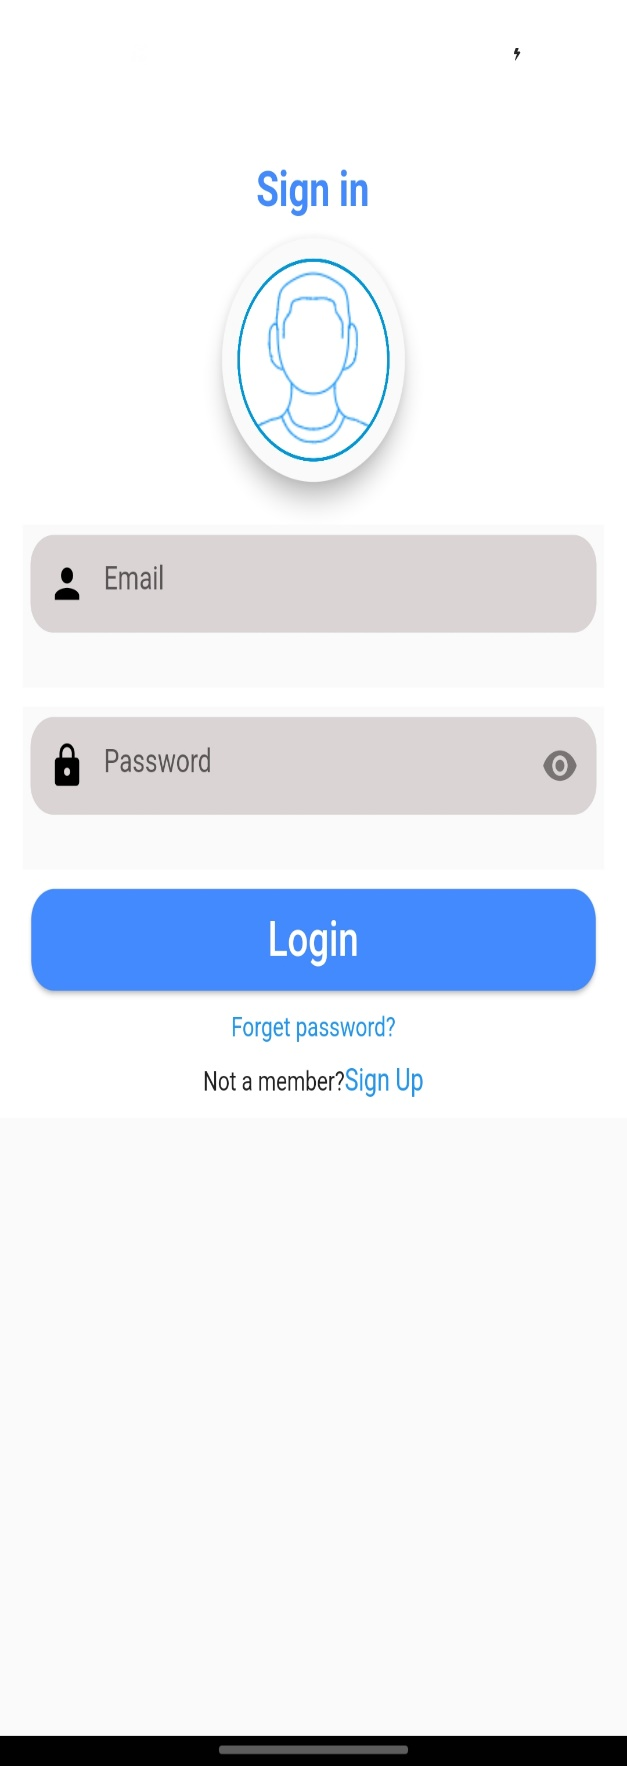 Sign in
Email
Password
Login
Forget password?
Not a member?Sign Up